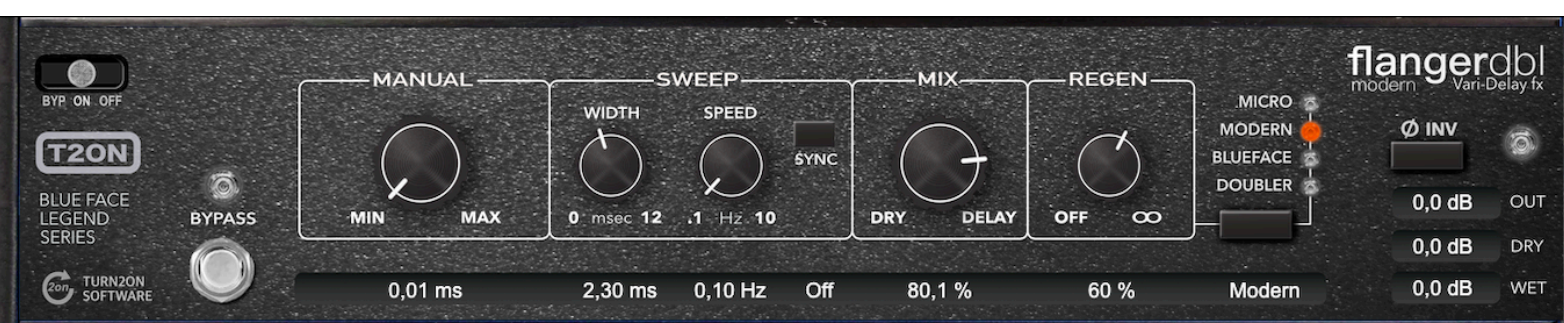 BYP ON OFF
T2ON
BLUE FACE
LEGEND
SERIES
2on
TURN2ON
SOFTWARE
BYPASS
MANUAL
MIN MAX
SWEEP
WIDTH
0 msec 12
SPEED
.1 Hz 10
SYNC
MIX
DRY DELAY
REGEN
OFF ∞
MICRO
MODERN
BLUEFACE
DOUBLER
flangerdbl
modern Vari-Delay fx
Ø INV
0,0 dB OUT
0,0 dB DRY
0,0 dB WET
0,01 ms 2,30 ms 0,10 Hz Off 80,1 % 60 % Modern